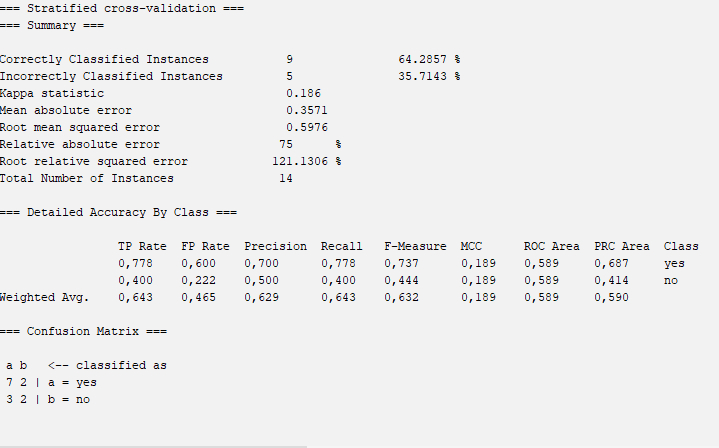 === Stratified cross-validation ===
=== Summary ===
Correctly Classified Instances 9 64.2857 %
Incorrectly Classified Instances 5 35.7143 %
Kappa statistic 0.186
Mean absolute error 0.3571
Root mean squared error 0.5976
Relative absolute error 75 %
Root relative squared error 121.1306 %
Total Number of Instances 14
=== Detailed Accuracy By Class ===
TP Rate FP Rate Precision Recall F-Measure MCC ROC Area PRC Area Class
0,778 0,600 0,700 0,778 0,737 0,189 0,589 0,687 yes
0,400 0,222 0,500 0,400 0,444 0,189 0,589 0,414 no
Weighted Avg. 0,643 0,465 0,629 0,643 0,632 0,189 0,589 0,590
=== Confusion Matrix ===
a b <-- classified as
7 2 | a = yes
3 2 | b = no